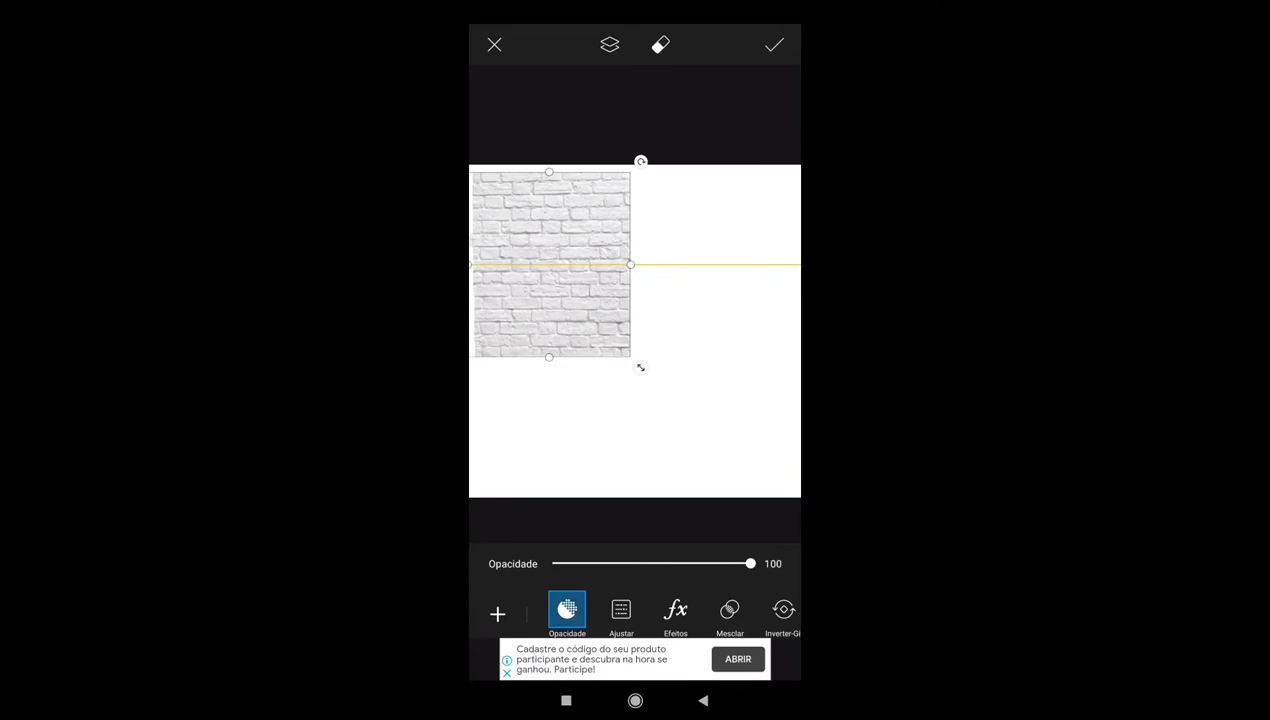 Opacidade 100
Opacidade Ajustar Efeitos Mesclar Inverter-Gi
Cadastre o código do seu produto
participante e descubra na hora se
ganhou. Participe!
ABRIR